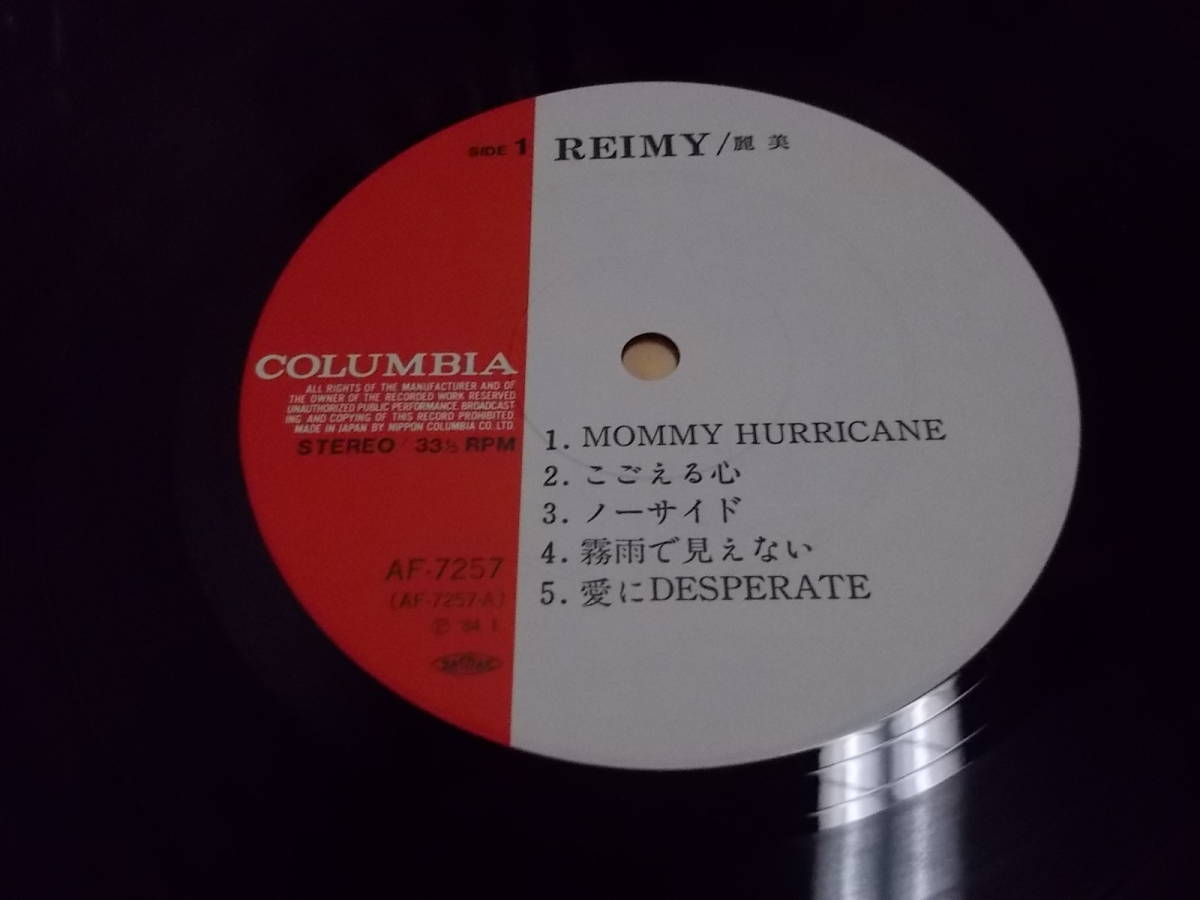 SIDE 1
REIMY/麗美
COLUMBIA
ALL RIGHTS OF THE MANUFACTURER AND OF
THE OWNER OF THE RECORDED WORK RESERVED
UNAUTHORIZED PUBLIC PERFORMANCE, BROADCAST
ING AND COPYING OF THIS RECORD PROHIBITED.
MADE IN JAPAN BY NIPPON COLUMBIA CO. LTD.
STEREO / 33⅓ RPM
AF-7257
(AF-7257-A)
℗ '84 1
1. MOMMY HURRICANE
2. こごえる心
3. ノーサイド
4. 霧雨で見えない
5. 愛にDESPERATE